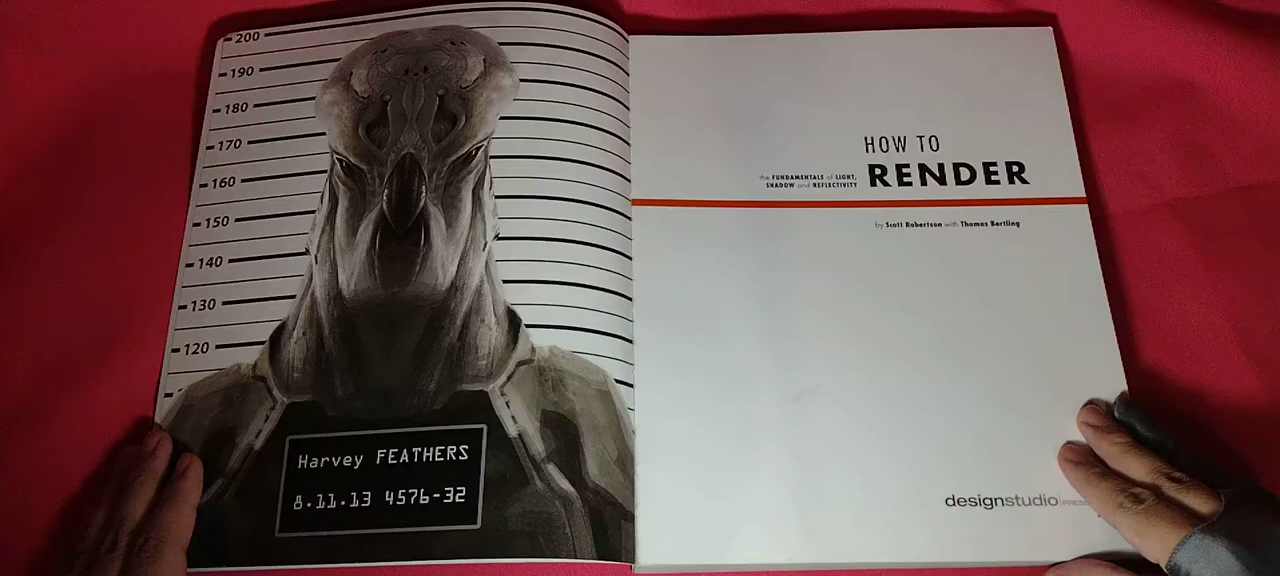 200
190
180
170
160
150
140
130
120
Harvey FEATHERS
8.11.13 4576-32
HOW TO
RENDER
the FUNDAMENTALS of LIGHT,
SHADOW and REFLECTIVITY
by Scott Robertson with Thomas Bertling
designstudio|PRESS